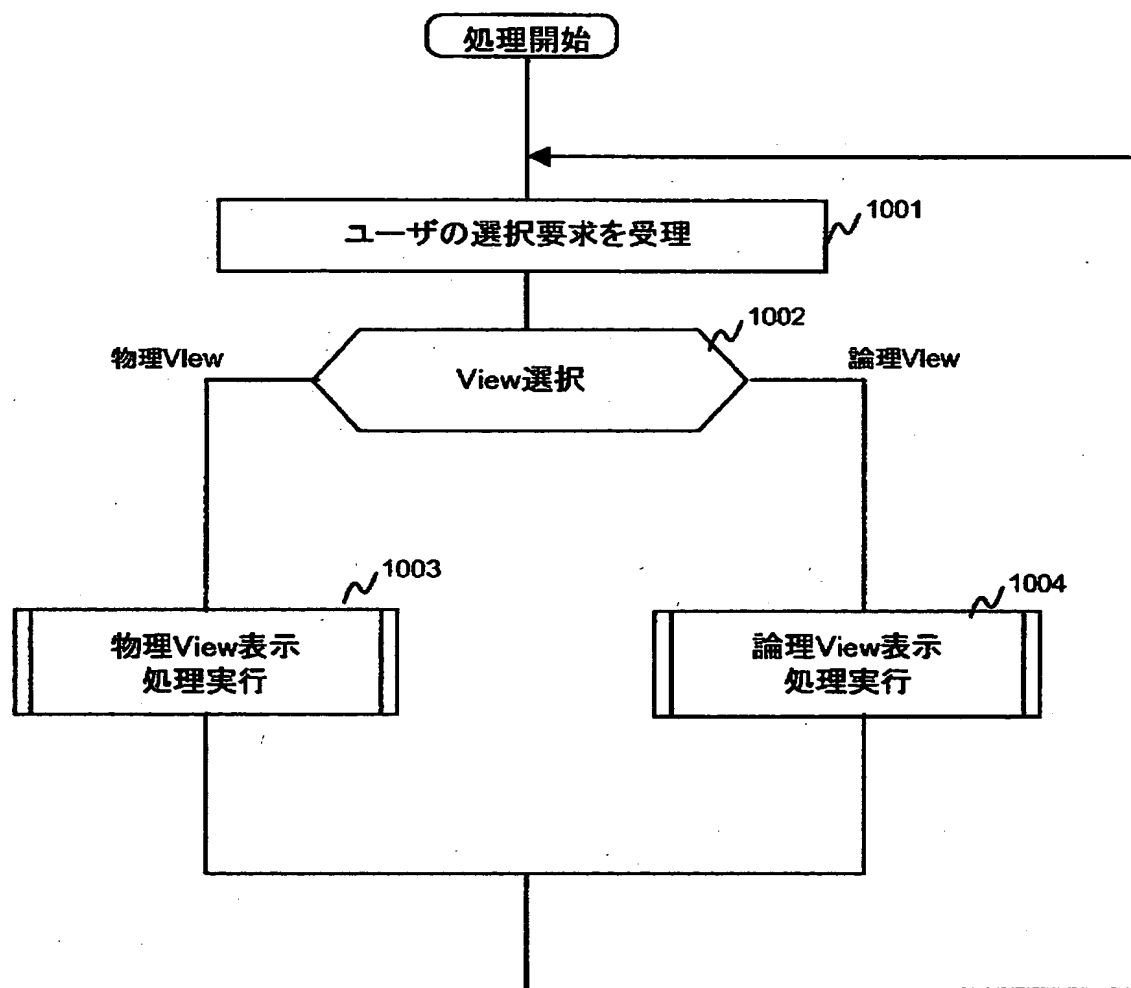 処理開始
ユーザの選択要求を受理
1001
1002
物理View
View選択
論理View
1003
1004
物理View表示
処理実行
論理View表示
処理実行